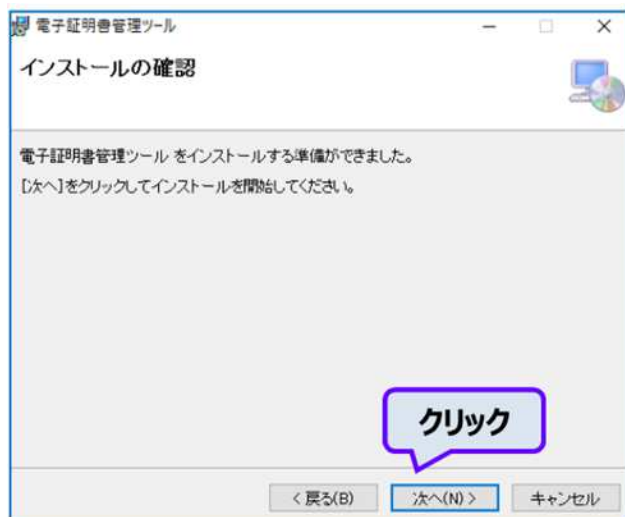 電子証明書管理ツール
インストールの確認
電子証明書管理ツール をインストールする準備ができました。
[次へ]をクリックしてインストールを開始してください。
クリック
< 戻る(B)
次へ(N) >
キャンセル